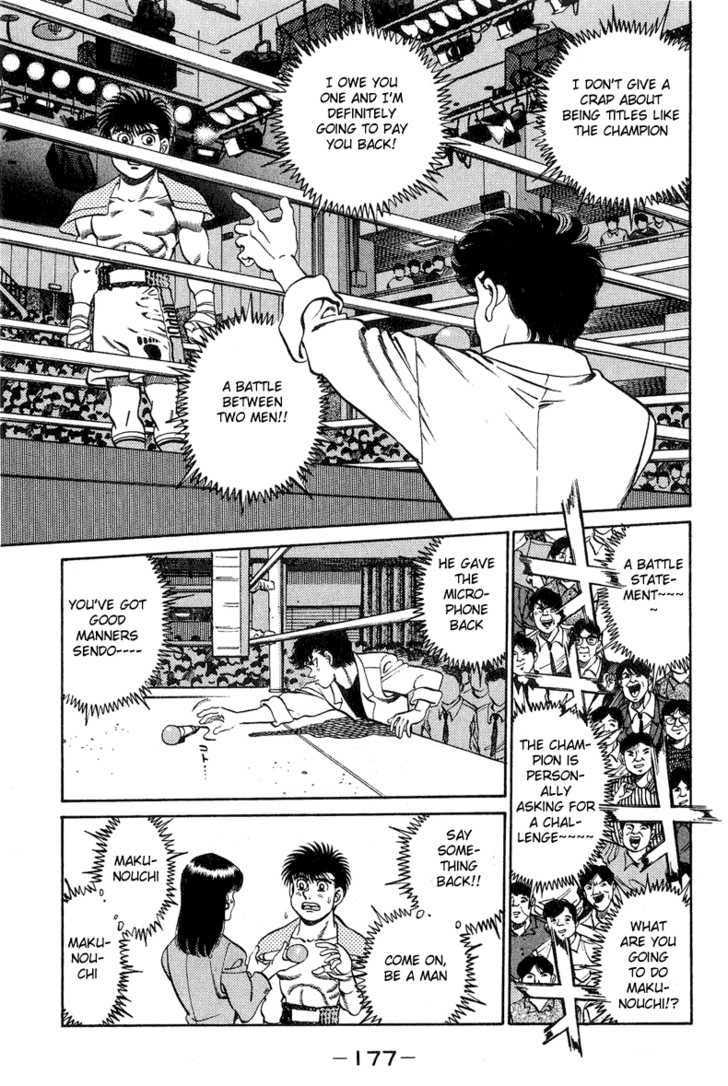 I DON'T GIVE A
CRAP ABOUT
BEING TITLES LIKE
THE CHAMPION
I OWE YOU
ONE AND I'M
DEFINITELY
GOING TO PAY
YOU BACK!
A BATTLE
BETWEEN
TWO MEN!!
A BATTLE
STATE-
MENT~~~
~
THE CHAM-
PION IS
PERSON-
ALLY
ASKING FOR
A CHAL-
LENGE~~~~
WHAT
ARE YOU
GOING
TO DO
MAKU-
NOUCHI!?
HE GAVE
THE
MICRO-
PHONE
BACK
YOU'VE GOT
GOOD
MANNERS
SENDO----
...TU
SAY
SOME-
THING
BACK!!
COME ON,
BE A MAN
MAKU-
NOUCHI
MAKU-
NOU-
CHI
-177-